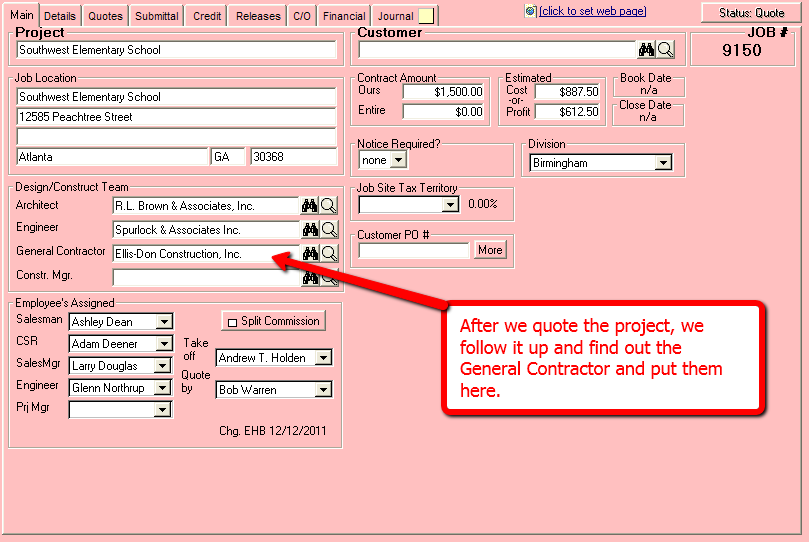 Main Details Quotes Submittal Credit Releases C/O Financial Journal (click to set web page) Status: Quote
Project
Southwest Elementary School
Customer
JOB #
9150
Job Location
Southwest Elementary School
12585 Peachtree Street
Atlanta GA 30368
Contract Amount
Ours $1,500.00
Entire $0.00
Estimated
Cost $887.50
-or-
Profit $612.50
Book Date
n/a
Close Date
n/a
Notice Required?
none
Division
Birmingham
Job Site Tax Territory
0.00%
Customer PO #
More
Design/Construct Team
Architect R.L. Brown & Associates, Inc.
Engineer Spurlock & Associates Inc.
General Contractor Ellis-Don Construction, Inc.
Constr. Mgr.
Employee's Assigned
Salesman Ashley Dean
CSR Adam Deener
SalesMgr Larry Douglas
Engineer Glenn Northrup
Prj Mgr
Split Commission
Take
off Andrew T. Holden
Quote
by Bob Warren
Chg. EHB 12/12/2011
After we quote the project, we
follow it up and find out the
General Contractor and put them
here.